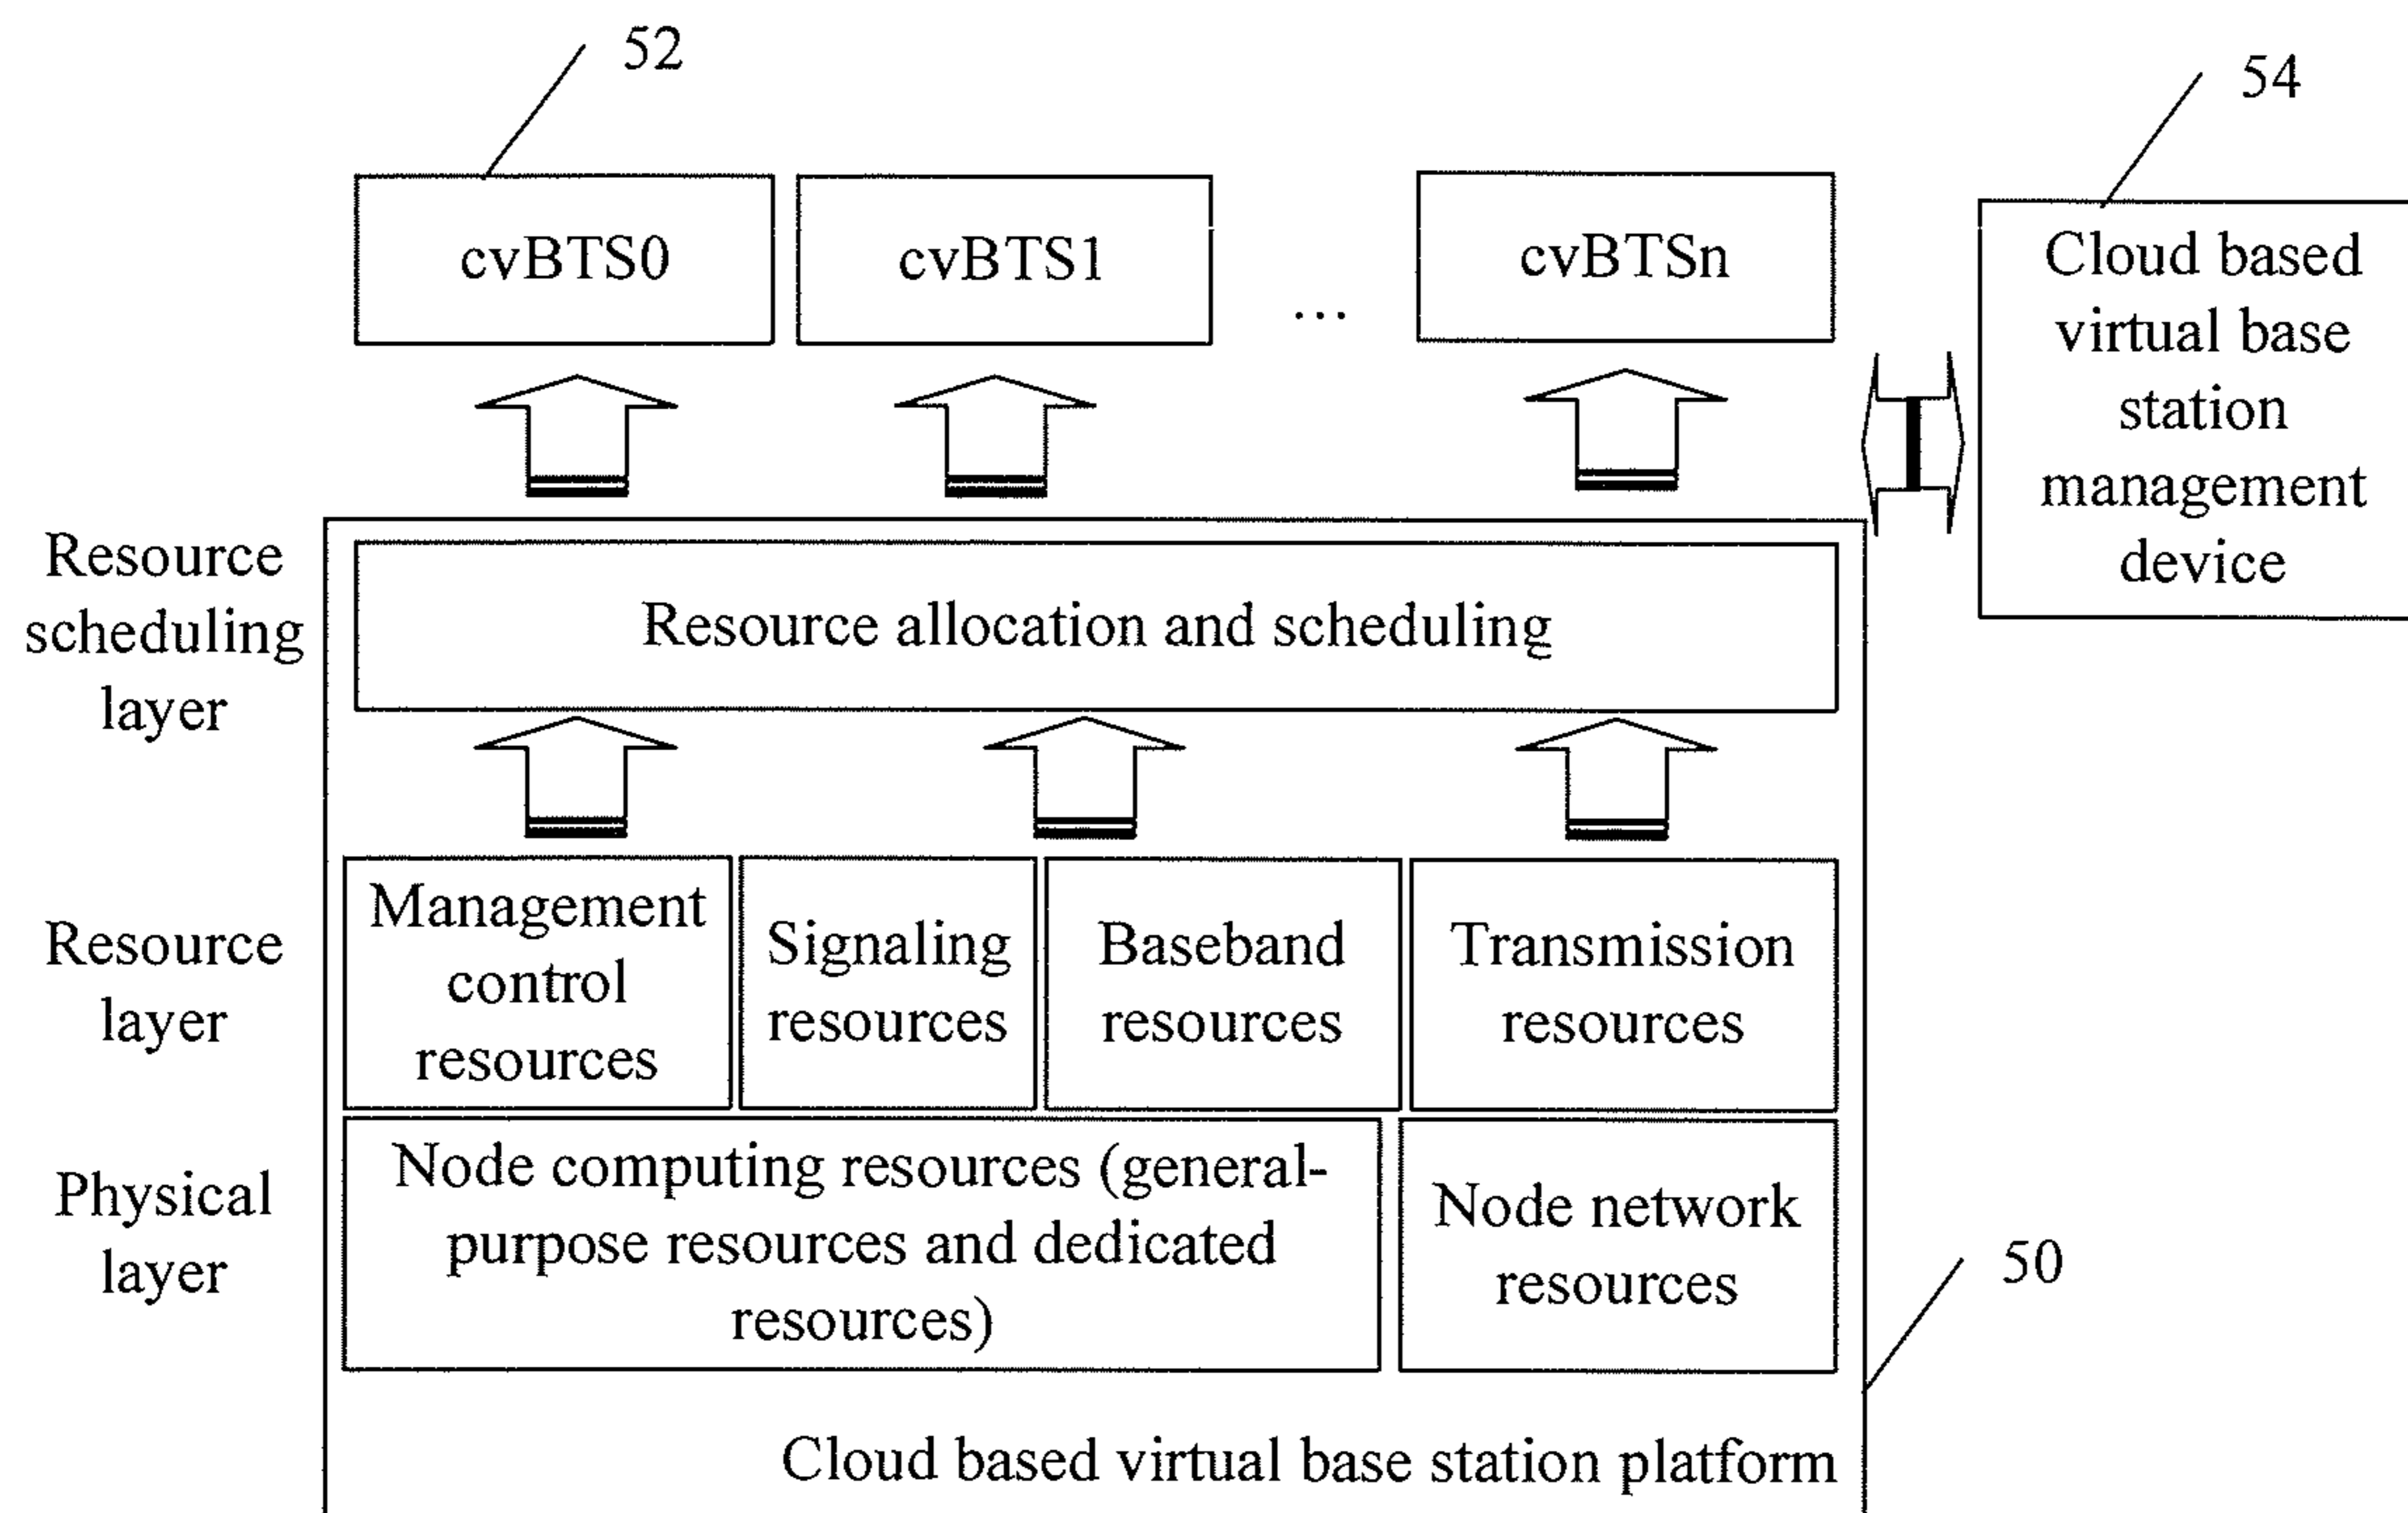 52
54
cvBTS0
cvBTS1
...
cvBTSn
Cloud based
virtual base
station
management
device
Resource
scheduling
layer
Resource allocation and scheduling
Resource
layer
Management
control
resources
Signaling
resources
Baseband
resources
Transmission
resources
Physical
layer
Node computing resources (general-
purpose resources and dedicated
resources)
Node network
resources
50
Cloud based virtual base station platform